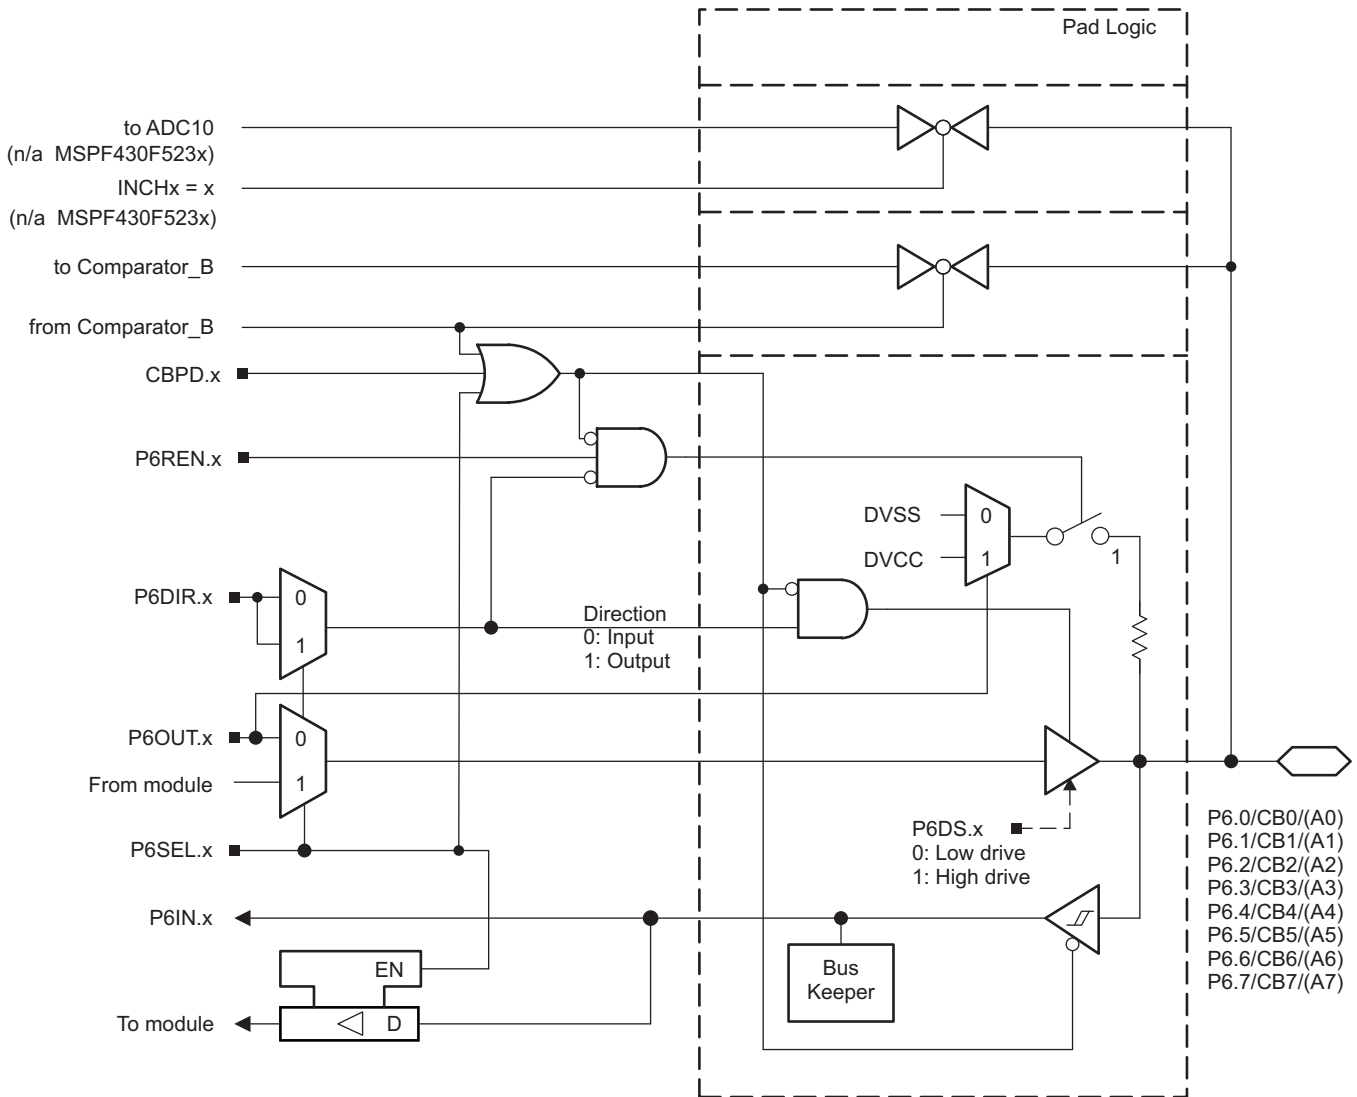 Pad Logic
to ADC10
(n/a MSPF430F523x)
INCHx = x
(n/a MSPF430F523x)
to Comparator_B
from Comparator_B
CBPD.x
P6REN.x
DVSS
0
DVCC
1
1
P6DIR.x
0
1
Direction
0: Input
1: Output
P6OUT.x
0
From module
1
P6SEL.x
P6DS.x
0: Low drive
1: High drive
P6.0/CB0/(A0)
P6.1/CB1/(A1)
P6.2/CB2/(A2)
P6.3/CB3/(A3)
P6.4/CB4/(A4)
P6.5/CB5/(A5)
P6.6/CB6/(A6)
P6.7/CB7/(A7)
P6IN.x
EN
Bus
Keeper
To module
D